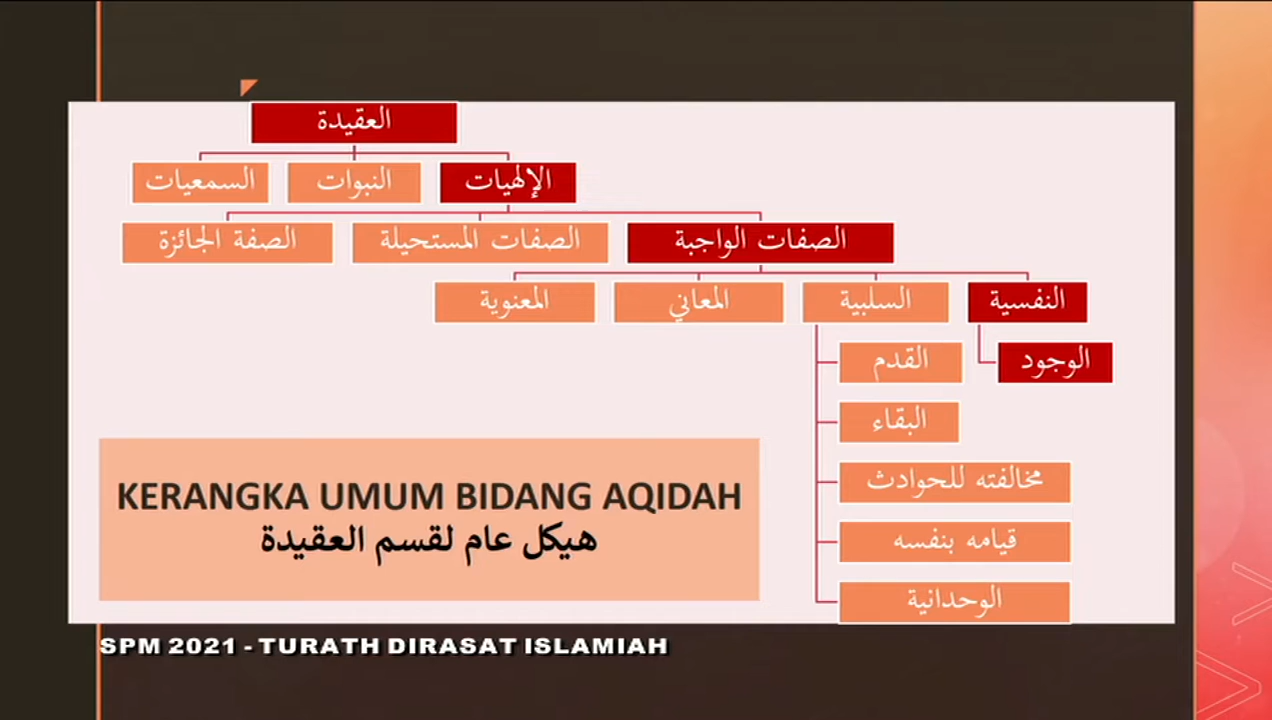 العقيدة
الإلهيات
النبوات
السمعيات
الصفات الواجبة
الصفات المستحيلة
الصفة الجائزة
النفسية
السلبية
المعاني
المعنوية
الوجود
القدم
البقاء
مخالفته للحوادث
قيامه بنفسه
الوحدانية
KERANGKA UMUM BIDANG AQIDAH
هيكل عام لقسم العقيدة
SPM 2021 - TURATH DIRASAT ISLAMIAH